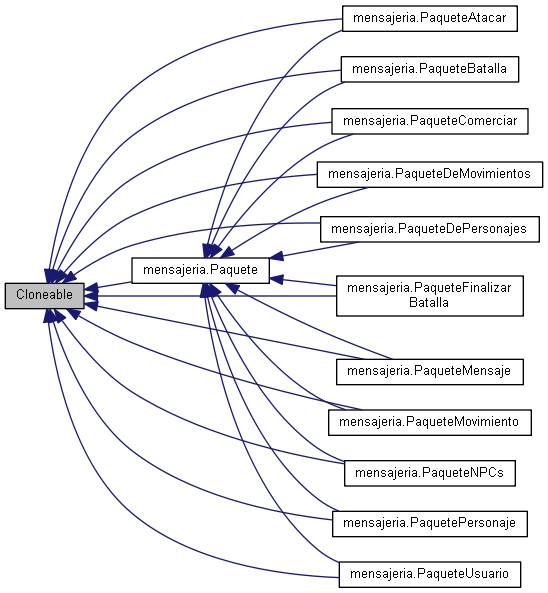 mensajeria.PaqueteAtacar
mensajeria.PaqueteBatalla
mensajeria.PaqueteComerciar
mensajeria.PaqueteDeMovimientos
mensajeria.PaqueteDePersonajes
mensajeria.Paquete
Cloneable
mensajeria.PaqueteFinalizar
Batalla
mensajeria.PaqueteMensaje
mensajeria.PaqueteMovimiento
mensajeria.PaqueteNPCs
mensajeria.PaquetePersonaje
mensajeria.PaqueteUsuario